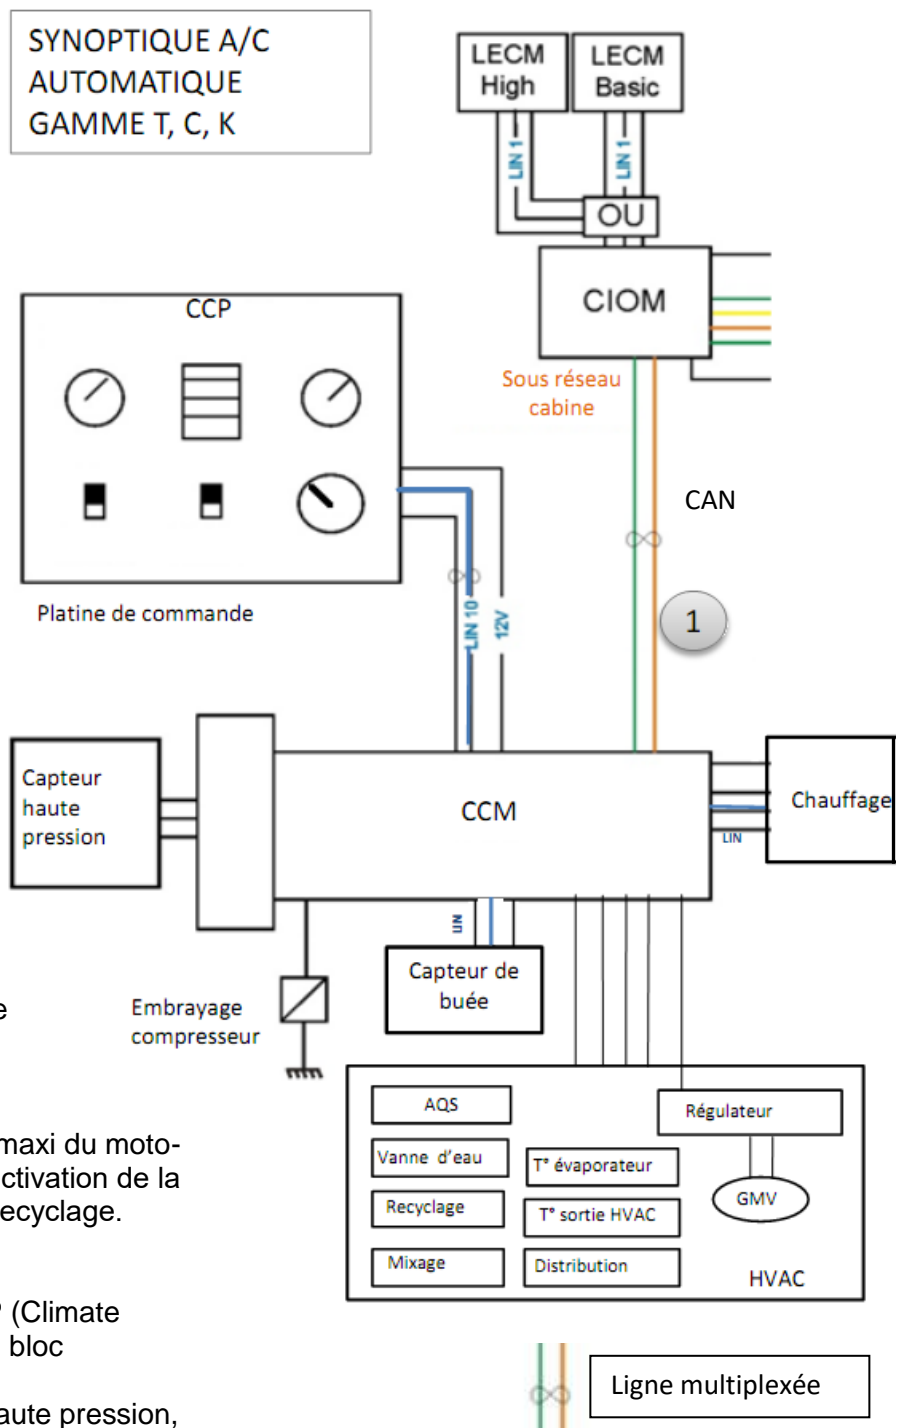 SYNOPTIQUE A/C
AUTOMATIQUE
GAMME T, C, K
LECM
High
LECM
Basic
LIN 1
LIN 1
OU
CIOM
CCP
Sous réseau
cabine
CAN
Platine de commande
LIN 10
12V
1
Capteur
haute
pression
CCM
Chauffage
LIN
LIN
Capteur de
buée
e
Embrayage
compresseur
AQS
Régulateur
maxi du moto-
Vanne d'eau
T° évaporateur
ctivation de la
Recyclage
T° sortie HVAC
GMV
ecyclage.
Mixage
Distribution
HVAC
(Climate
bloc
Ligne multiplexée
aute pression,